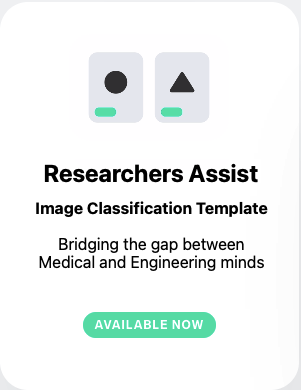 Researchers Assist
Image Classification Template
Bridging the gap between
Medical and Engineering minds
AVAILABLE NOW